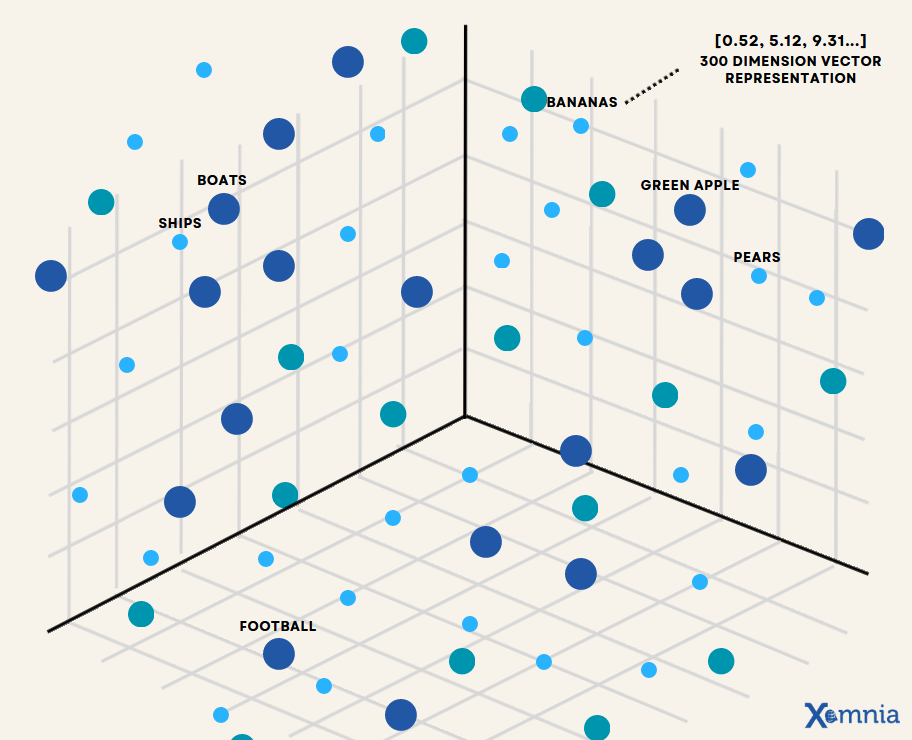 [0.52, 5.12, 9.31...]
300 DIMENSION VECTOR
REPRESENTATION
BANANAS
BOATS
GREEN APPLE
SHIPS
PEARS
FOOTBALL
Xomnia